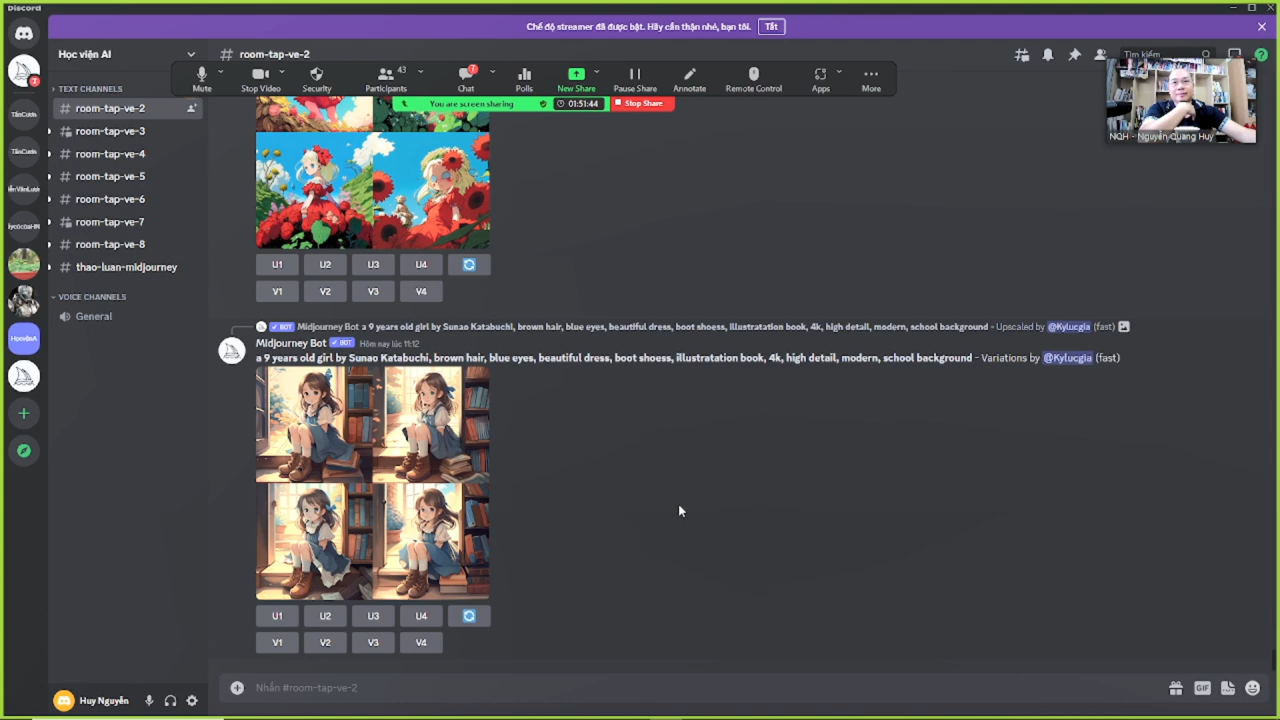 Discord
Chế độ streamer đã được bật. Hãy cẩn thận nhé, bạn tôi.
Tắt
Học viện AI
room-tap-ve-2
Tìm kiếm
Mute
Stop Video
Security
43
Participants
7
Chat
Polls
New Share
Pause Share
Annotate
Remote Control
Apps
More
You are screen sharing
01:51:44
Stop Share
NQH - Nguyễn Quang Huy
TEXT CHANNELS
room-tap-ve-2
room-tap-ve-3
room-tap-ve-4
room-tap-ve-5
room-tap-ve-6
room-tap-ve-7
room-tap-ve-8
thao-luan-midjourney
VOICE CHANNELS
General
TấnCươn
TấnCươn
HọcviệnA
U1 U2 U3 U4
V1 V2 V3 V4
BOT Midjourney Bot a 9 years old girl by Sunao Katabuchi, brown hair, blue eyes, beautiful dress, boot shoess, illustratation book, 4k, high detail, modern, school background - Upscaled by @Kylucgia (fast)
Midjourney Bot BOT Hôm nay lúc 11:12
a 9 years old girl by Sunao Katabuchi, brown hair, blue eyes, beautiful dress, boot shoess, illustratation book, 4k, high detail, modern, school background - Variations by @Kylucgia (fast)
U1 U2 U3 U4
V1 V2 V3 V4
Huy Nguyễn
Nhắn #room-tap-ve-2
GIF